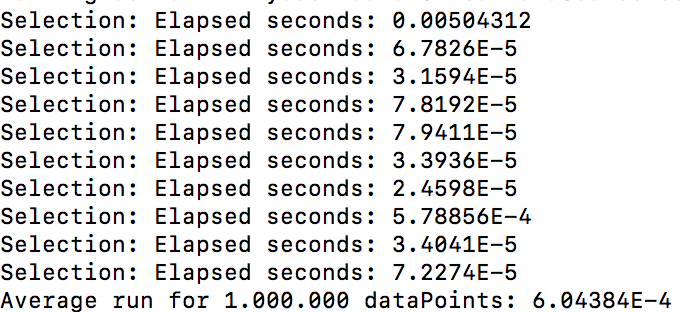 Selection: Elapsed seconds: 0.00504312
Selection: Elapsed seconds: 6.7826E-5
Selection: Elapsed seconds: 3.1594E-5
Selection: Elapsed seconds: 7.8192E-5
Selection: Elapsed seconds: 7.9411E-5
Selection: Elapsed seconds: 3.3936E-5
Selection: Elapsed seconds: 2.4598E-5
Selection: Elapsed seconds: 5.78856E-4
Selection: Elapsed seconds: 3.4041E-5
Selection: Elapsed seconds: 7.2274E-5
Average run for 1.000.000 dataPoints: 6.04384E-4